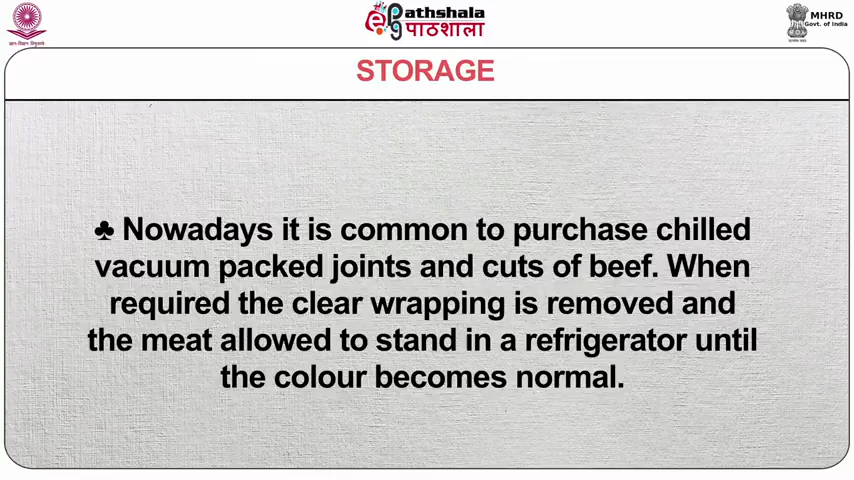 ePathshala
पाठशाला
MHRD
Govt. of India
STORAGE
♣ Nowadays it is common to purchase chilled
vacuum packed joints and cuts of beef. When
required the clear wrapping is removed and
the meat allowed to stand in a refrigerator until
the colour becomes normal.